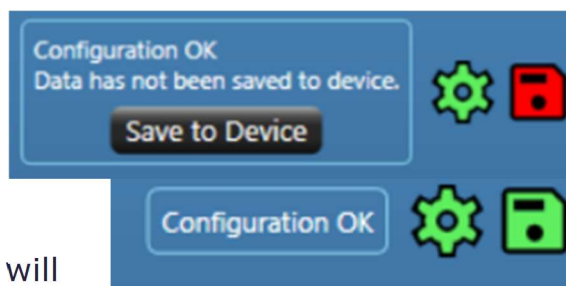 Configuration OK
Data has not been saved to device.
Save to Device
Configuration OK
will